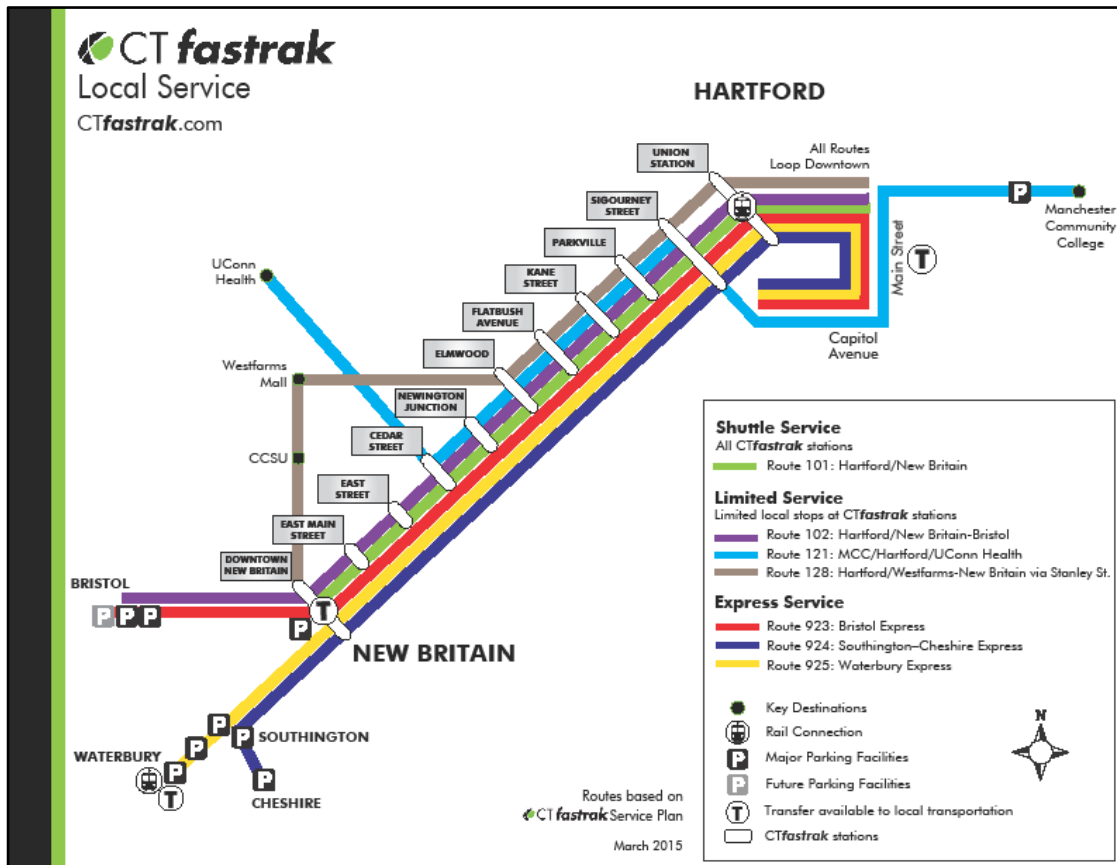 CTfastrak
Local Service
CTfastrak.com
HARTFORD
UNION
STATION
All Routes
Loop Downtown
SIGOURNEY
STREET
P
Manchester
Community
College
PARKVILLE
Main Street
T
UConn
Health
KANE
STREET
FLATBUSH
AVENUE
Capitol
Avenue
ELMWOOD
Westfarms
Mall
NEWINGTON
JUNCTION
CEDAR
STREET
CCSU
EAST
STREET
EAST MAIN
STREET
DOWNTOWN
NEW BRITAIN
BRISTOL
P P P
T
P
NEW BRITAIN
P
P
P
P
SOUTHINGTON
WATERBURY
T
P
CHESHIRE
Shuttle Service
All CTfastrak stations
Route 101: Hartford/New Britain
Limited Service
Limited local stops at CTfastrak stations
Route 102: Hartford/New Britain-Bristol
Route 121: MCC/Hartford/UConn Health
Route 128: Hartford/Westfarms-New Britain via Stanley St.
Express Service
Route 923: Bristol Express
Route 924: Southington–Cheshire Express
Route 925: Waterbury Express
Key Destinations
Rail Connection
P Major Parking Facilities
P Future Parking Facilities
T Transfer available to local transportation
CTfastrak stations
N
Routes based on
CTfastrak Service Plan
March 2015